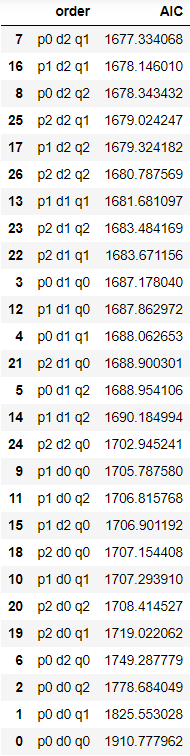 order AIC
7 p0 d2 q1 1677.334068
16 p1 d2 q1 1678.146010
8 p0 d2 q2 1678.343432
25 p2 d2 q1 1679.024247
17 p1 d2 q2 1679.324182
26 p2 d2 q2 1680.787569
13 p1 d1 q1 1681.681097
23 p2 d1 q2 1683.484169
22 p2 d1 q1 1683.671156
3 p0 d1 q0 1687.178040
12 p1 d1 q0 1687.862972
4 p0 d1 q1 1688.062653
21 p2 d1 q0 1688.900301
5 p0 d1 q2 1688.954106
14 p1 d1 q2 1690.184994
24 p2 d2 q0 1702.945241
9 p1 d0 q0 1705.787580
11 p1 d0 q2 1706.815768
15 p1 d2 q0 1706.901192
18 p2 d0 q0 1707.154408
10 p1 d0 q1 1707.293910
20 p2 d0 q2 1708.414527
19 p2 d0 q1 1719.022062
6 p0 d2 q0 1749.287779
2 p0 d0 q2 1778.684049
1 p0 d0 q1 1825.553028
0 p0 d0 q0 1910.777962